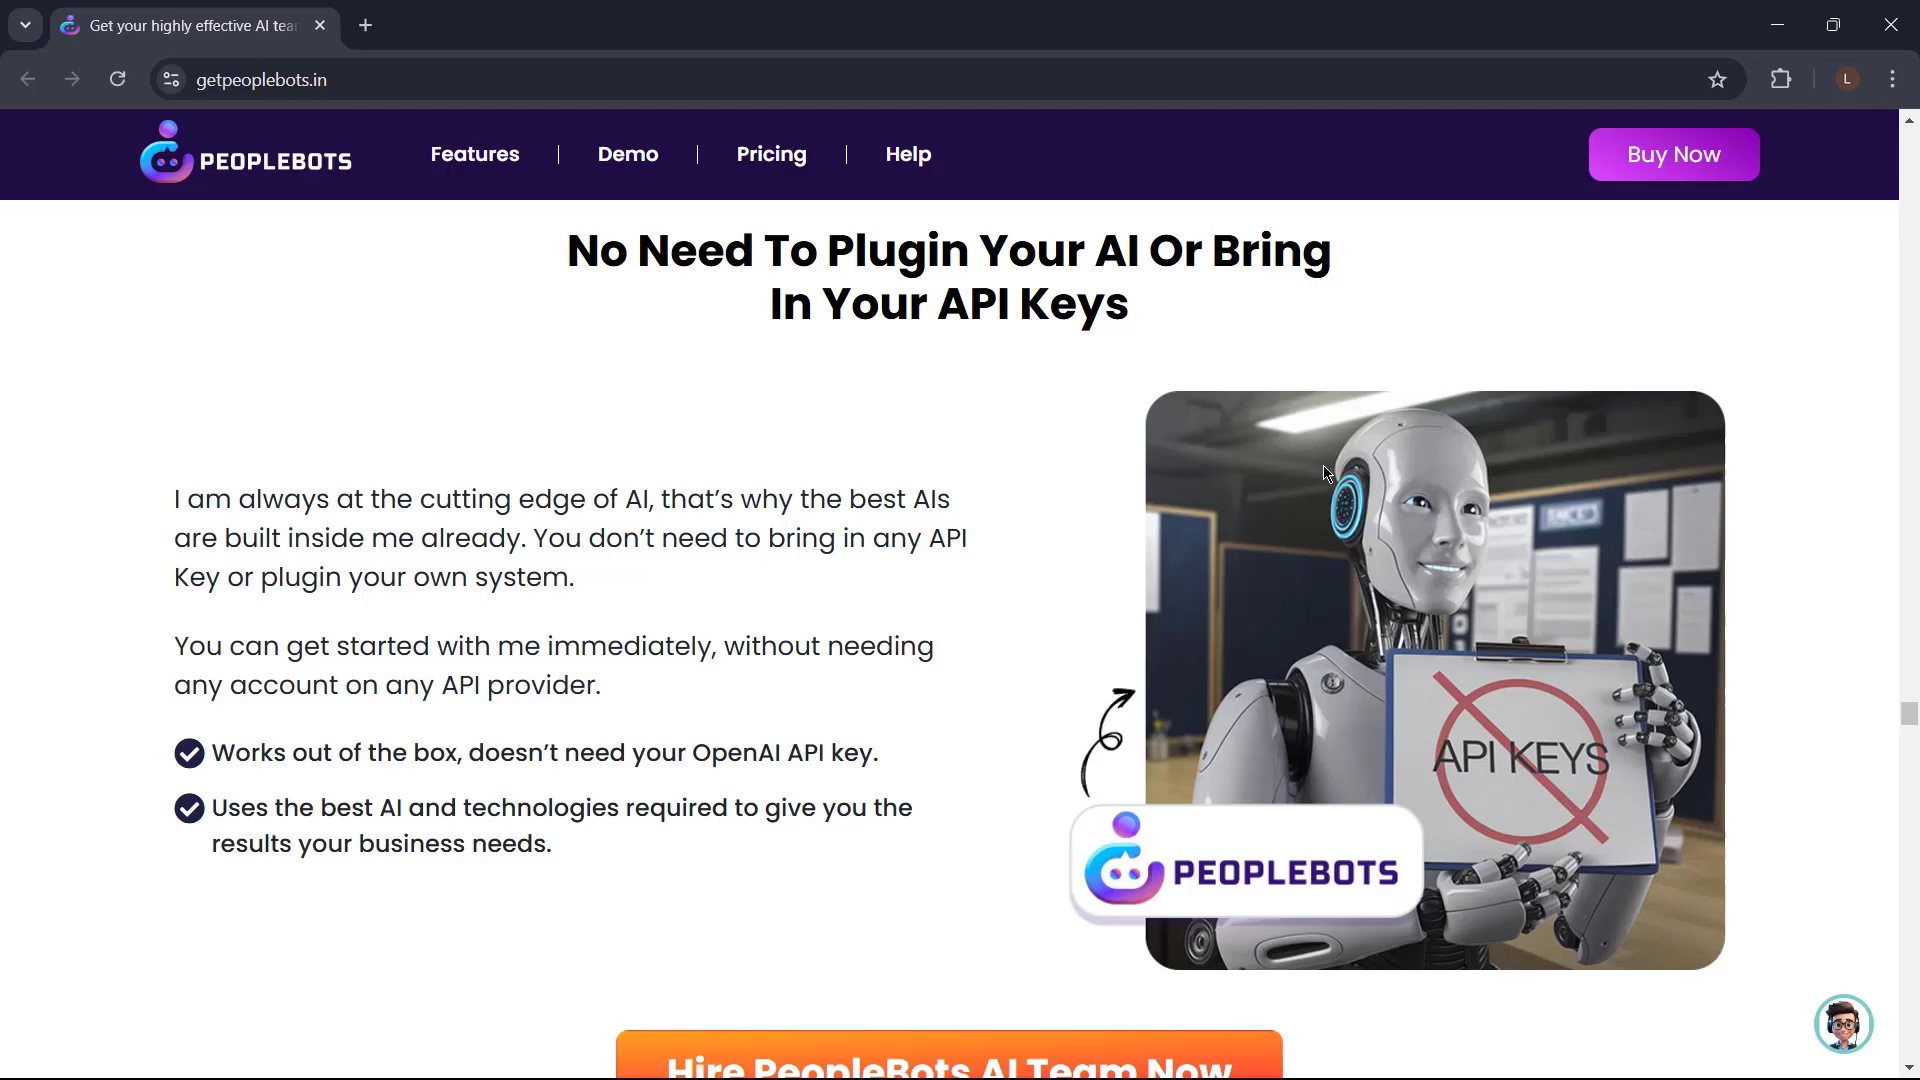 Get your highly effective AI tea
getpeoplebots.in
L
PEOPLEBOTS
Features
Demo
Pricing
Help
Buy Now
No Need To Plugin Your AI Or Bring
In Your API Keys
I am always at the cutting edge of AI, that’s why the best AIs
are built inside me already. You don’t need to bring in any API
Key or plugin your own system.
You can get started with me immediately, without needing
any account on any API provider.
Works out of the box, doesn’t need your OpenAI API key.
Uses the best AI and technologies required to give you the
results your business needs.
API KEYS
PEOPLEBOTS
Hire PeopleBots AI Team Now